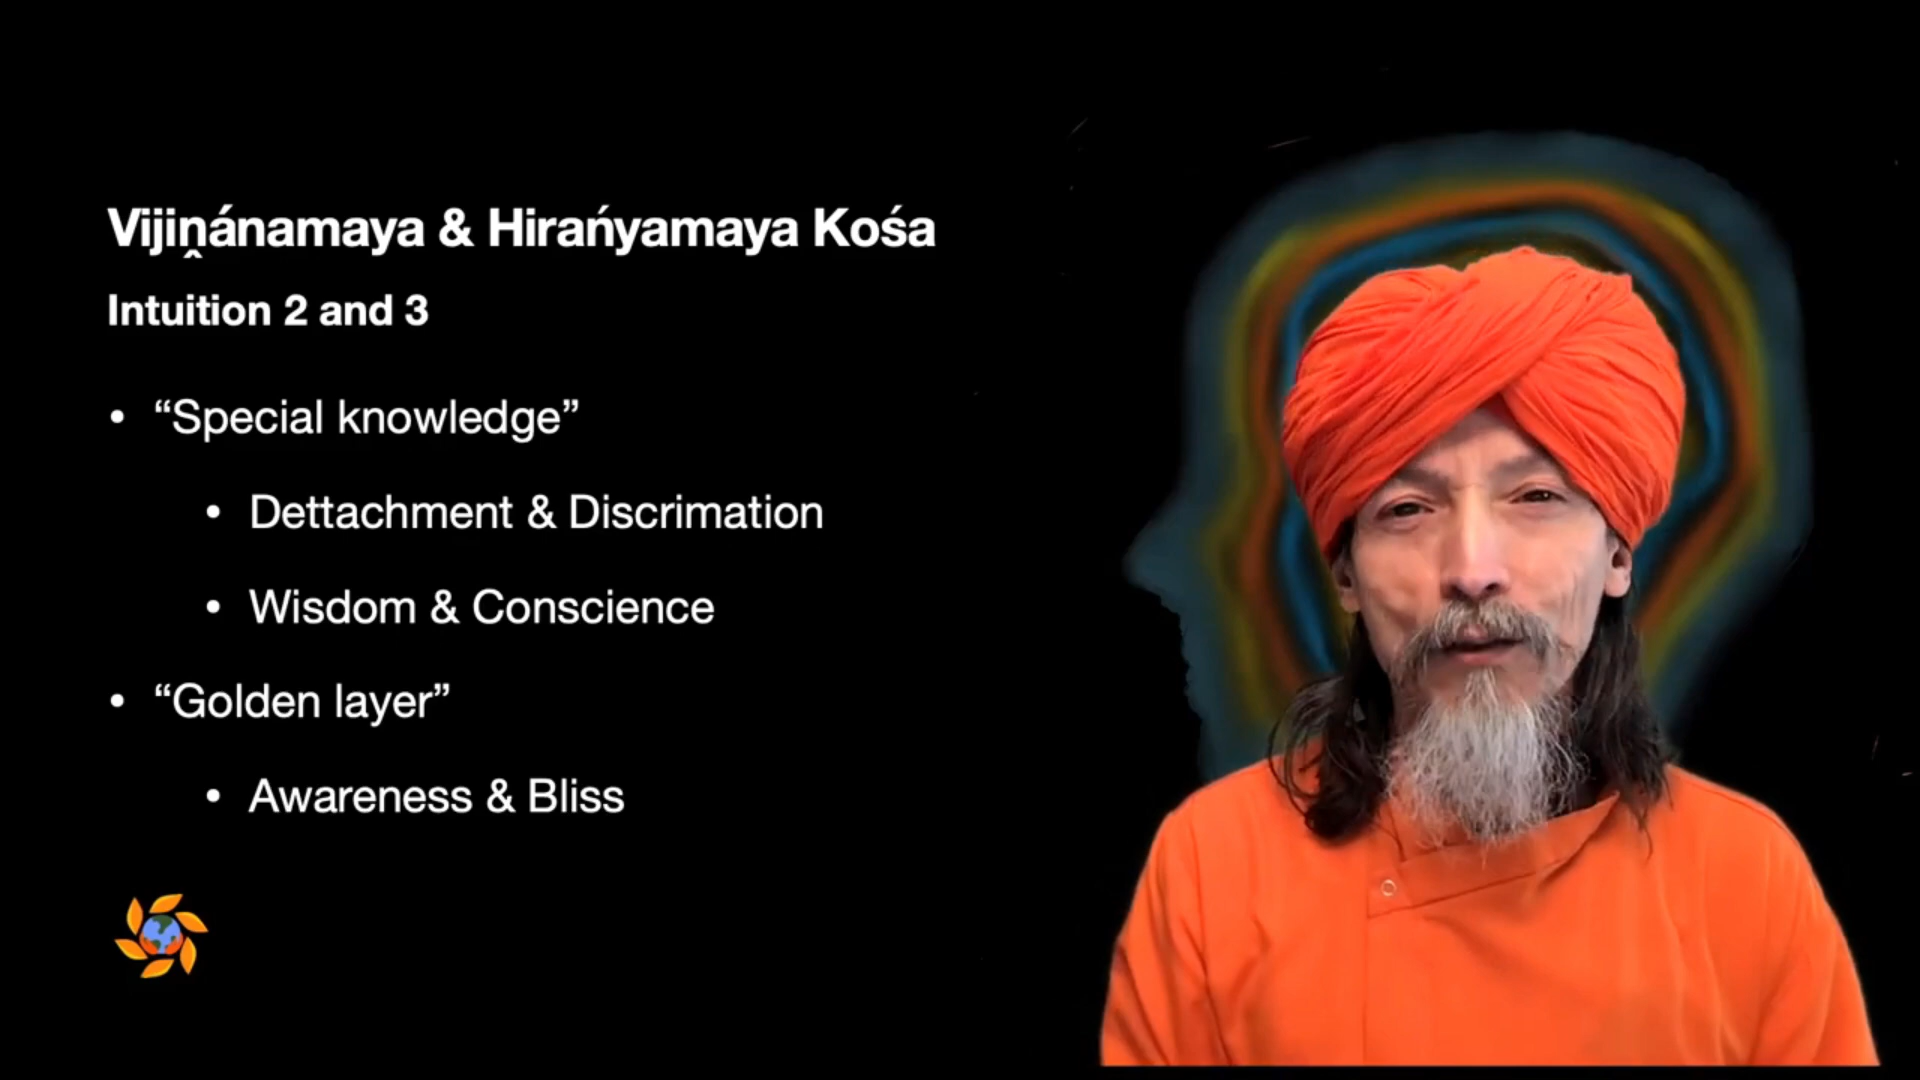 Vijiṋánamaya & Hirańyamaya Kośa
Intuition 2 and 3
• “Special knowledge”
• Dettachment & Discrimation
• Wisdom & Conscience
• “Golden layer”
• Awareness & Bliss